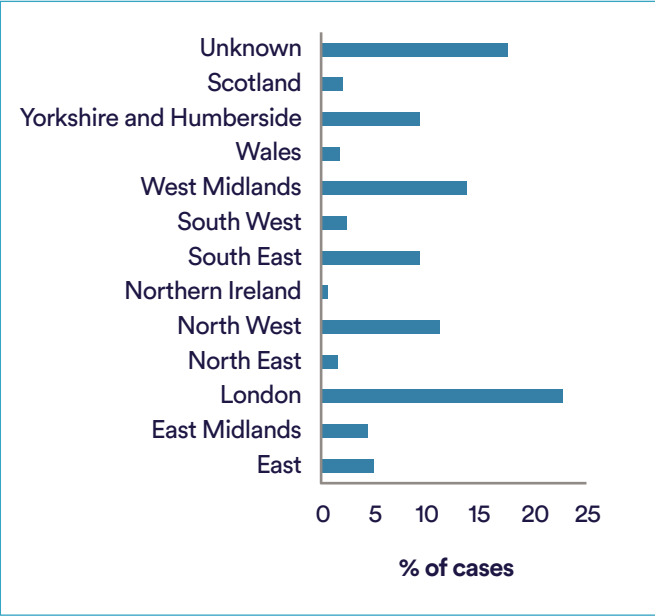 Unknown
Scotland
Yorkshire and Humberside
Wales
West Midlands
South West
South East
Northern Ireland
North West
North East
London
East Midlands
East
0 5 10 15 20 25
% of cases